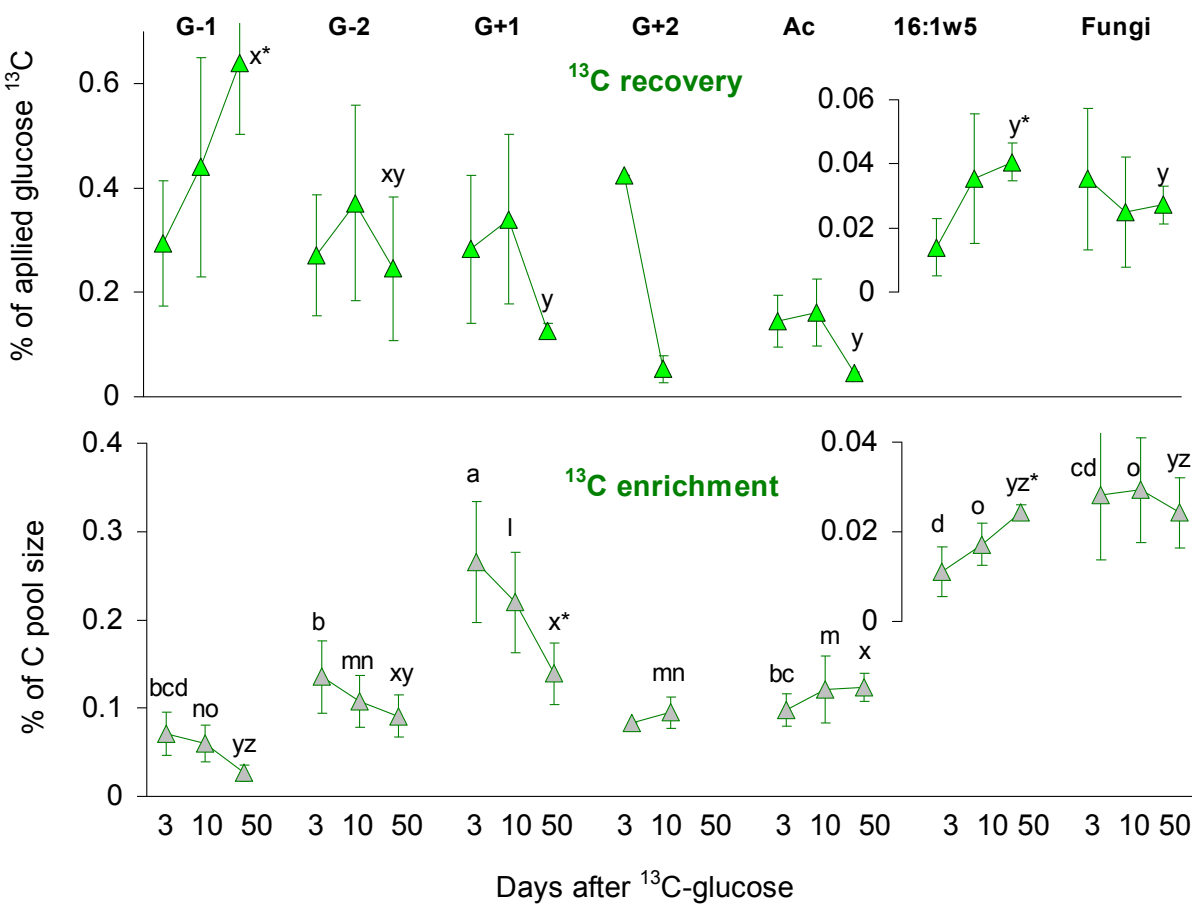 G-1 G-2 G+1 G+2 Ac 16:1w5 Fungi
¹³C recovery
% of apllied glucose ¹³C
0.6
0.4
0.2
0
x*
xy
y
y
0.06
0.04
0.02
0
y*
y
¹³C enrichment
% of C pool size
0.4
0.3
0.2
0.1
0
bcd
no
yz
b
mn
xy
a
l
x*
mn
bc
m
x
0.04
0.02
0
d
o
yz*
cd
o
yz
3 10 50 3 10 50 3 10 50 3 10 50 3 10 50 3 10 50 3 10 50
Days after ¹³C-glucose